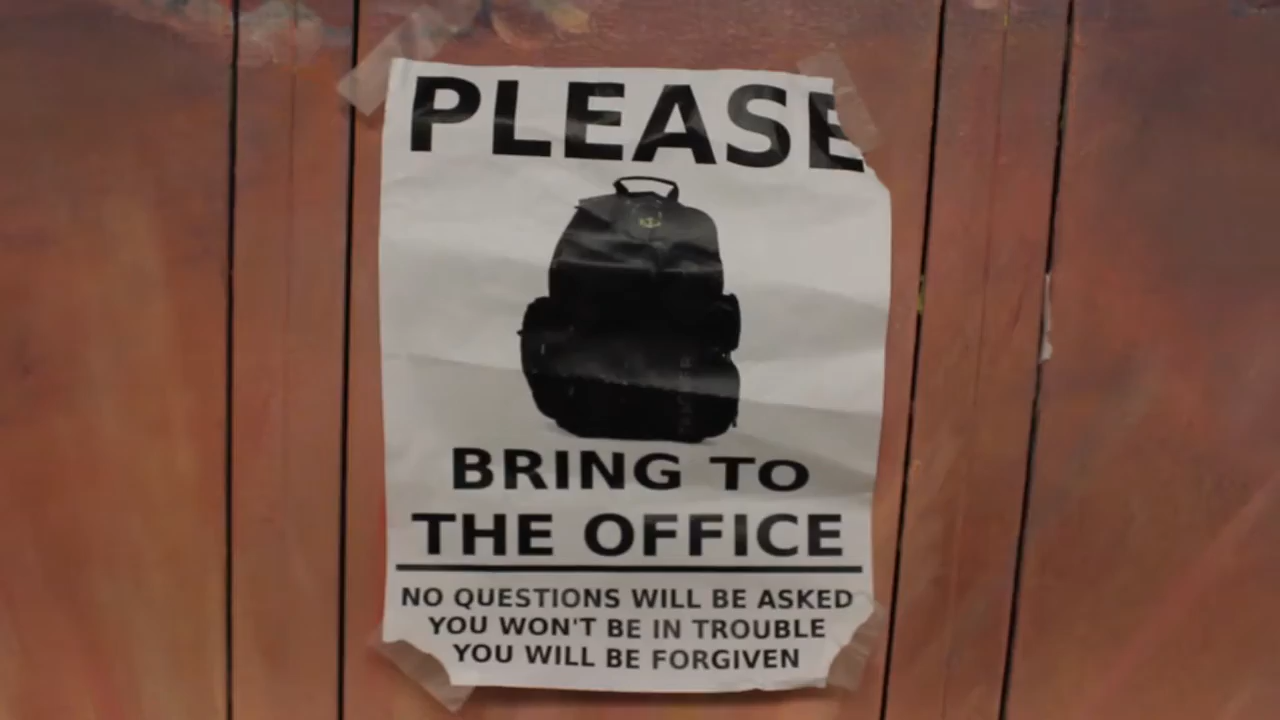 PLEASE
BRING TO
THE OFFICE
NO QUESTIONS WILL BE ASKED
YOU WON'T BE IN TROUBLE
YOU WILL BE FORGIVEN